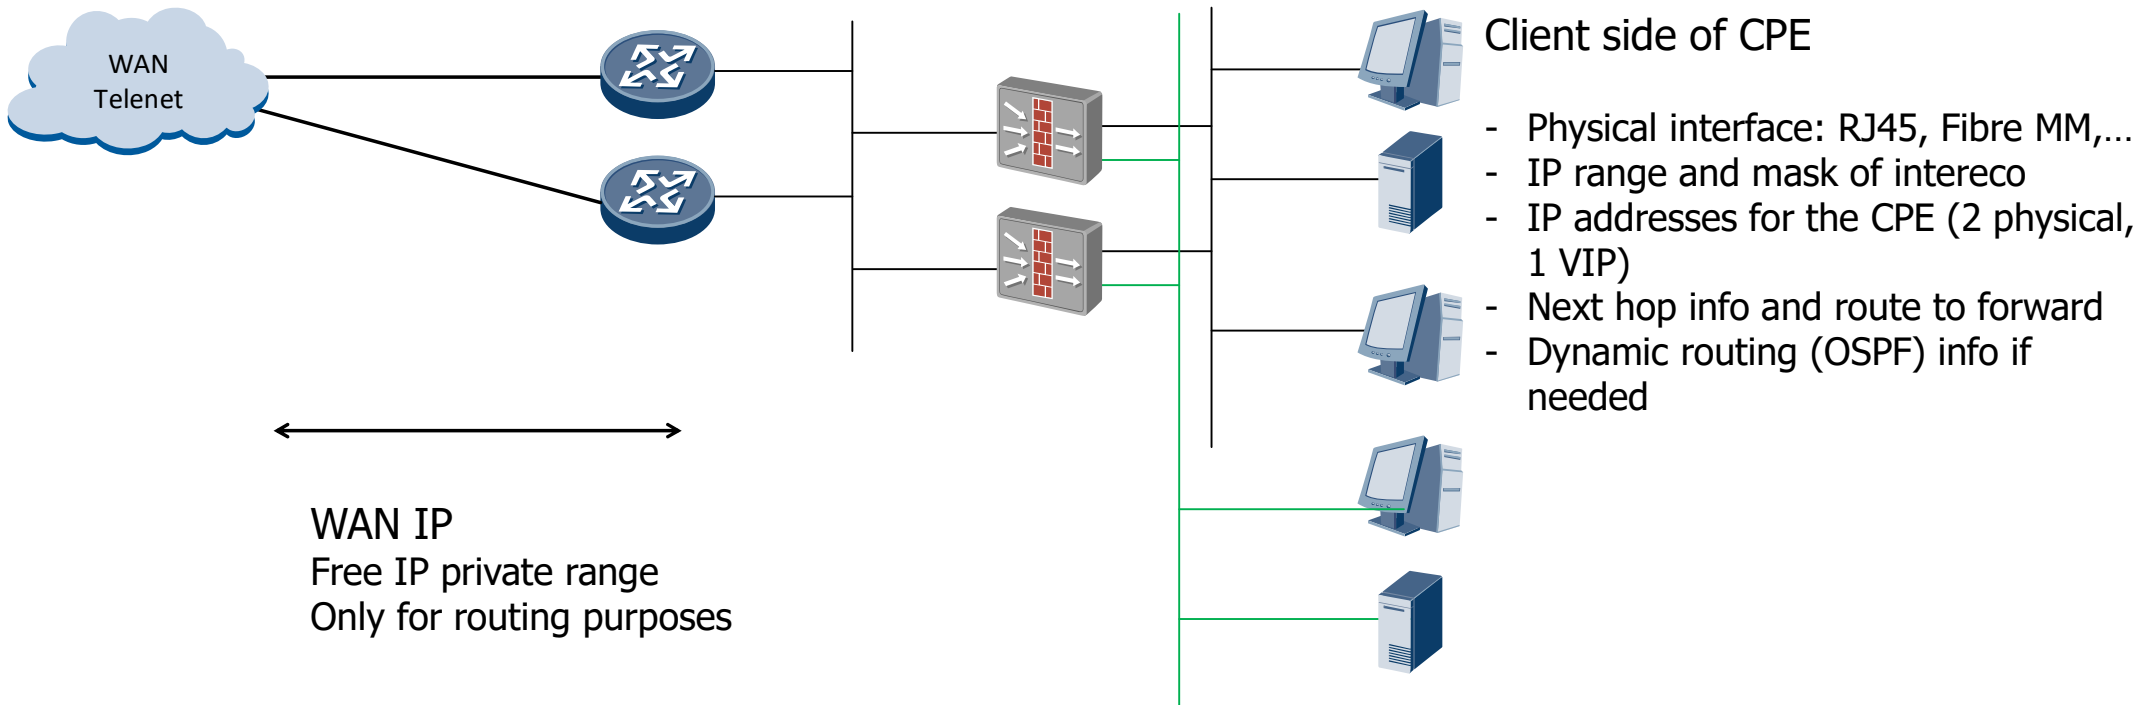 WAN
Telenet
Client side of CPE
- Physical interface: RJ45, Fibre MM,...
- IP range and mask of intereco
- IP addresses for the CPE (2 physical,
1 VIP)
- Next hop info and route to forward
- Dynamic routing (OSPF) info if
needed
WAN IP
Free IP private range
Only for routing purposes